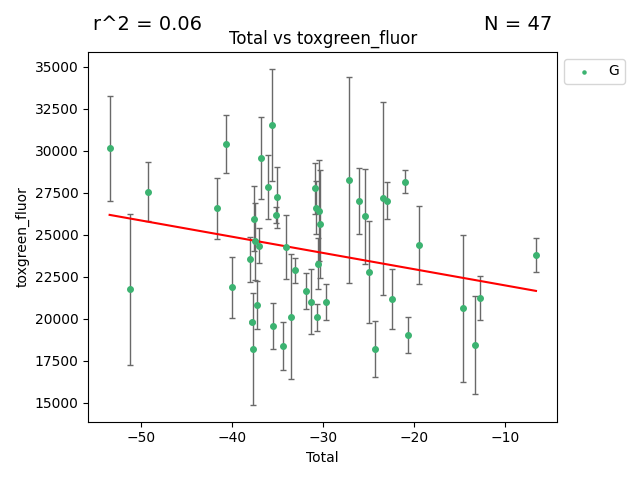 r^2 = 0.06
N = 47
Total vs toxgreen_fluor
G
35000
32500
30000
27500
25000
22500
20000
17500
15000
toxgreen_fluor
−50
−40
−30
−20
−10
Total